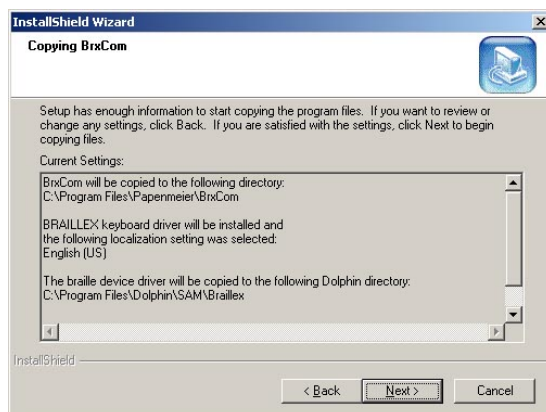 InstallShield Wizard
Copying BrxCom
Setup has enough information to start copying the program files. If you want to review or
change any settings, click Back. If you are satisfied with the settings, click Next to begin
copying files.
Current Settings:
BrxCom will be copied to the following directory:
C:\Program Files\Papenmeier\BrxCom
BRAILLEX keyboard driver will be installed and
the following localization setting was selected:
English (US)
The braille device driver will be copied to the following Dolphin directory:
C:\Program Files\Dolphin\SAM\Braillex
InstallShield
< Back
Next >
Cancel